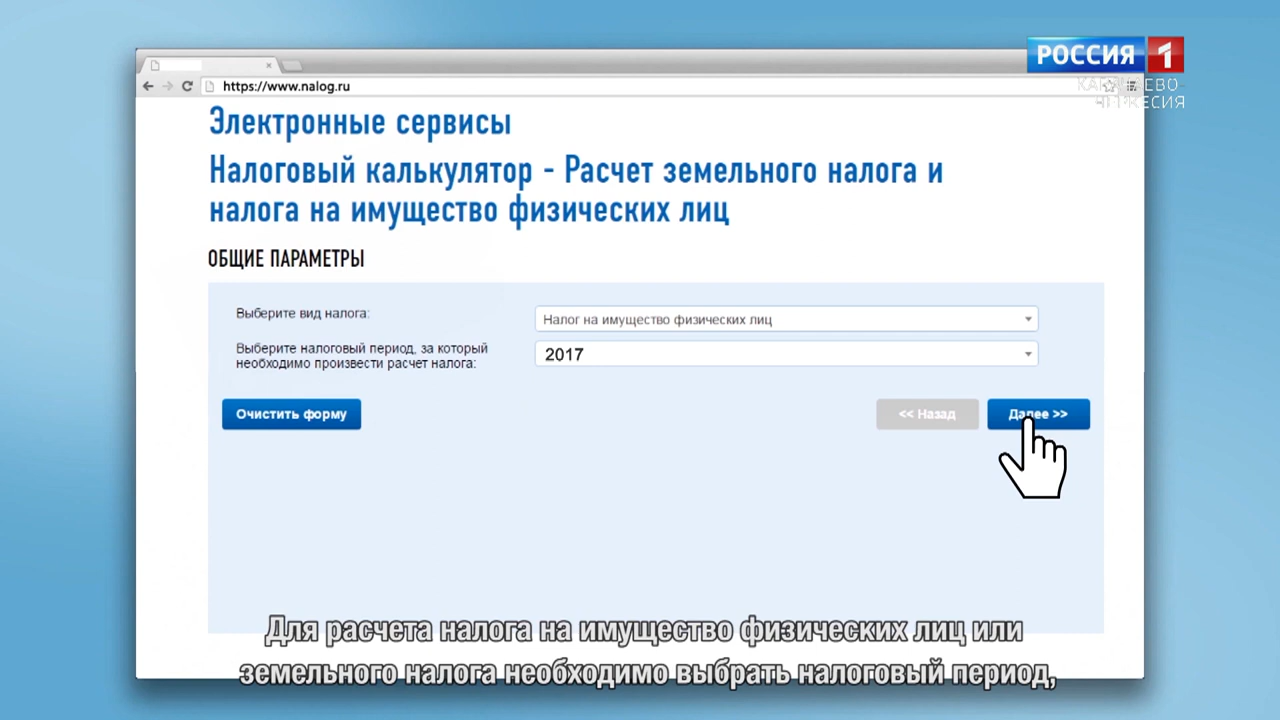 РОССИЯ 1
КАРАЧАЕВО-
ЧЕРКЕСИЯ
https://www.nalog.ru
Электронные сервисы
Налоговый калькулятор - Расчет земельного налога и
налога на имущество физических лиц
ОБЩИЕ ПАРАМЕТРЫ
Выберите вид налога:
Налог на имущество физических лиц
Выберите налоговый период, за который
необходимо произвести расчет налога:
2017
Очистить форму
<< Назад
Далее >>
Для расчета налога на имущество физических лиц или
земельного налога необходимо выбрать налоговый период,